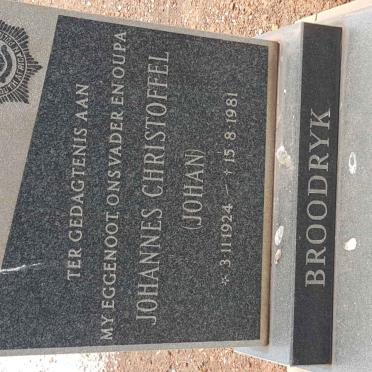 TER GEDAGTENIS AAN
MY EGGENOOT, ONS VADER EN OUPA
JOHANNES CHRISTOFFEL
(JOHAN)
☆ 3·11·1924 — † 15·8·1981
BROODRYK